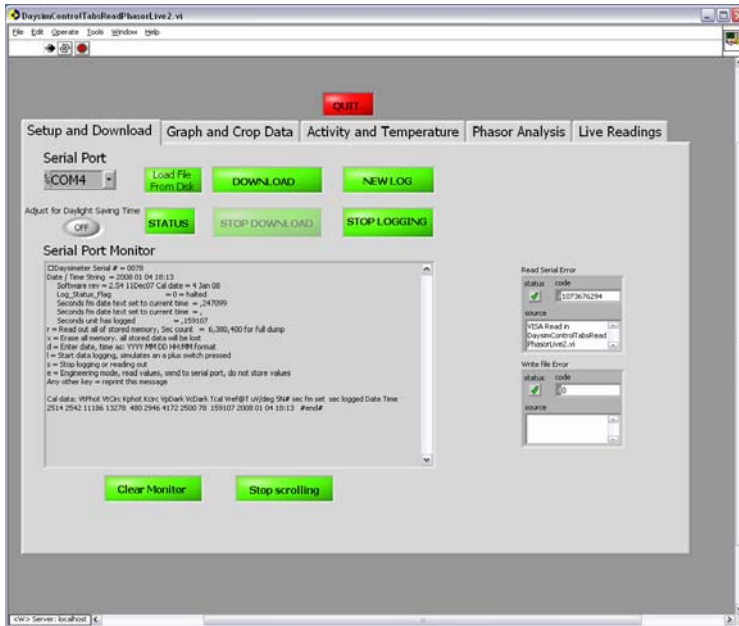 DaysimControlTabsReadPhasorLive2.vi
File Edit Operate Tools Window Help
QUIT
Setup and Download Graph and Crop Data Activity and Temperature Phasor Analysis Live Readings
Serial Port
COM4
Load File From Disk
DOWNLOAD
NEW LOG
Adjust for Daylight Saving Time
OFF
STATUS
STOP DOWNLOAD
STOP LOGGING
Serial Port Monitor
Daysimeter Serial # = 0078
Date / Time String = 2008 01 04 18:13
Software rev = 2.54 11Dec07 Cal date = 4 Jan 08
Log_Status_Flag = 0 = halted
Seconds fm date text set to current time = ,247099
Seconds fm date text set to current time = ,
Seconds unit has logged = ,159107
r = Read out all of stored memory, Sec count = 6,380,400 for full dump
x = Erase all memory. all stored data will be lost
d = Enter date, time as: YYYY MM DD HH:MM format
l = Start data logging, simulates an a plus switch pressed
s = Stop logging or reading out
e = Engineering mode, read values, send to serial port, do not store values
Any other key = reprint this message
Cal data: VtPhot VtCirc Kphot Kcirc VpDark VcDark Tcal Vref@T uV/deg SN# sec fm set sec logged Date Time
2514 2542 11186 13278 480 2946 4172 2500 78 159107 2008 01 04 18:13 #end#
Clear Monitor
Stop scrolling
Read Serial Error
status code
1073676294
source
VISA Read in
DaysimControlTabsRead
PhasorLive2.vi
Write file Error
status code
0
source
<W> Server: localhost